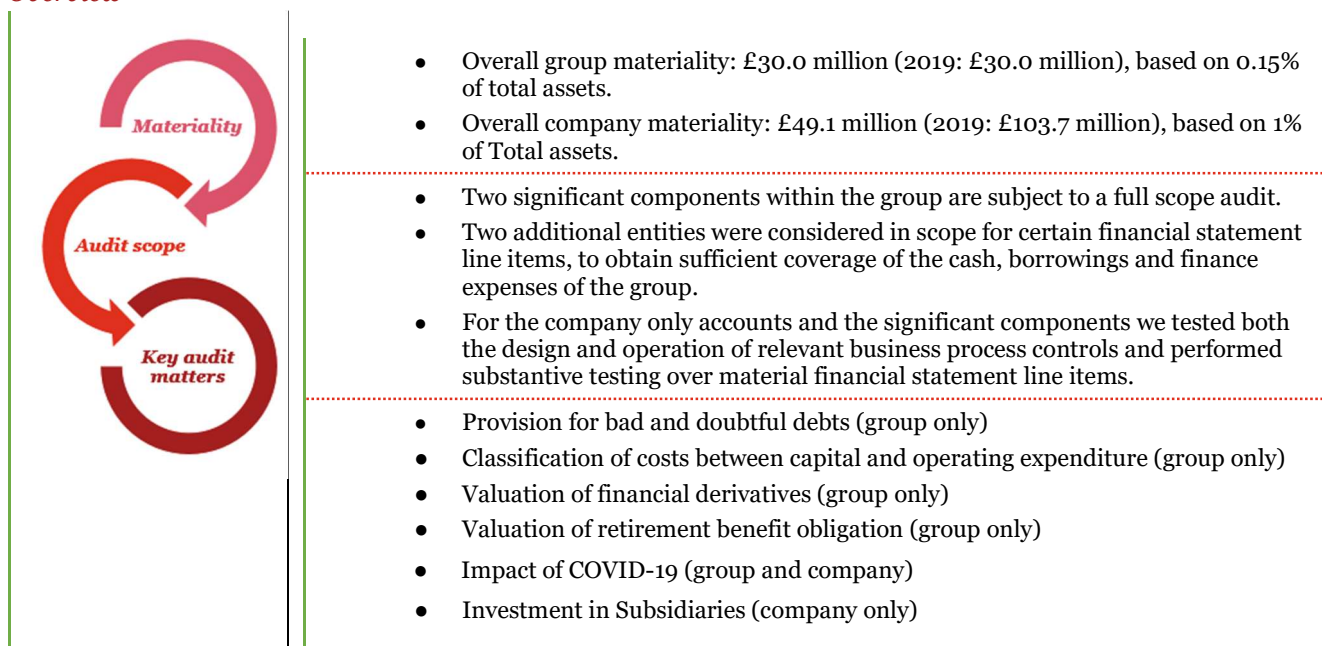 Materiality
● Overall group materiality: £30.0 million (2019: £30.0 million), based on 0.15%
of total assets.
● Overall company materiality: £49.1 million (2019: £103.7 million), based on 1%
of Total assets.
Audit scope
● Two significant components within the group are subject to a full scope audit.
● Two additional entities were considered in scope for certain financial statement
line items, to obtain sufficient coverage of the cash, borrowings and finance
expenses of the group.
● For the company only accounts and the significant components we tested both
the design and operation of relevant business process controls and performed
substantive testing over material financial statement line items.
Key audit
matters
● Provision for bad and doubtful debts (group only)
● Classification of costs between capital and operating expenditure (group only)
● Valuation of financial derivatives (group only)
● Valuation of retirement benefit obligation (group only)
● Impact of COVID-19 (group and company)
● Investment in Subsidiaries (company only)